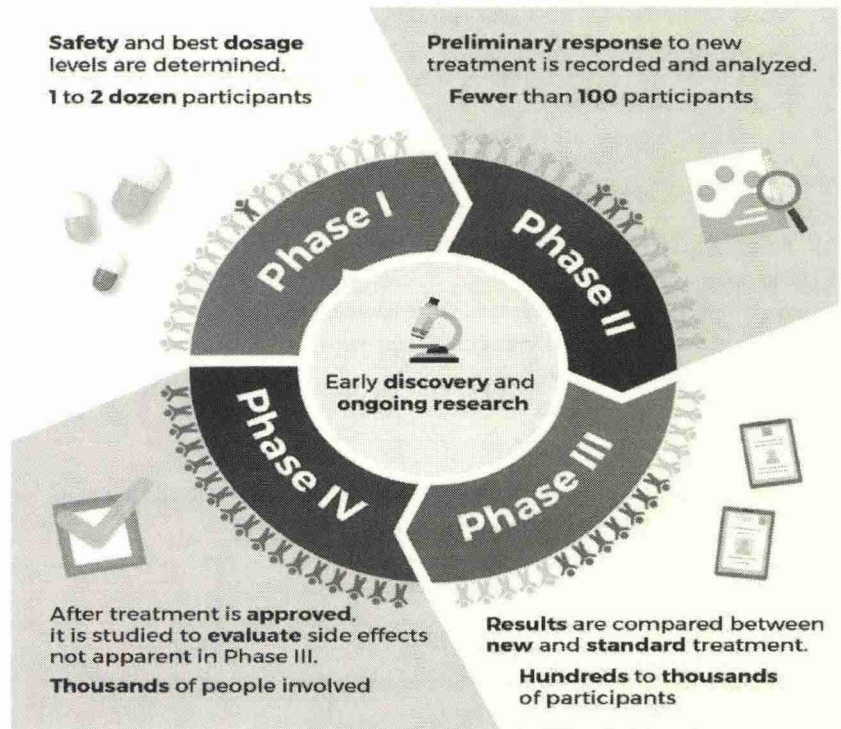 Safety and best dosage
levels are determined.
1 to 2 dozen participants
Preliminary response to new
treatment is recorded and analyzed.
Fewer than 100 participants
Phase I
Phase II
Early discovery and
ongoing research
Phase IV
Phase III
After treatment is approved,
it is studied to evaluate side effects
not apparent in Phase III.
Thousands of people involved
Results are compared between
new and standard treatment.
Hundreds to thousands
of participants